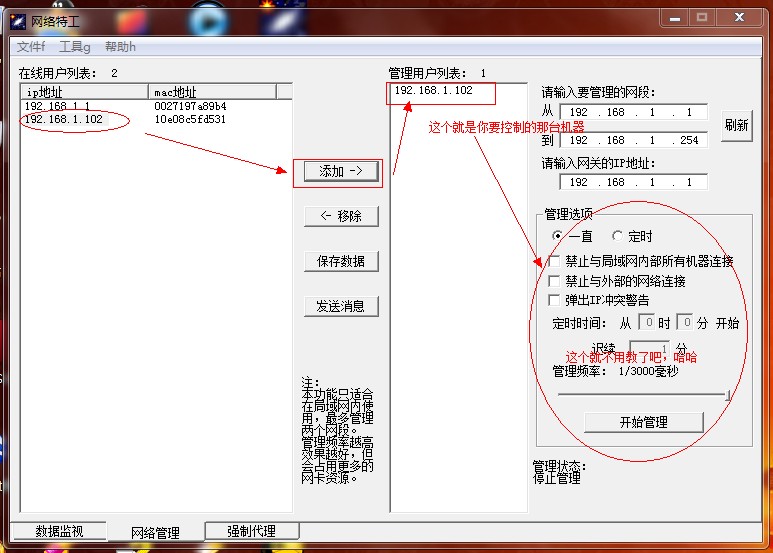 网络特工
文件f 工具g 帮助h
在线用户列表: 2
ip地址 mac地址
192.168.1.1 0027197a89b4
192.168.1.102 10e08c5fd531
添加 ->
<- 移除
保存数据
发送消息
注:
本功能只适合
在局域网内使
用，最多管理
两个网段。
管理频率越高
效果越好，但
会占用更多的
网卡资源。
管理用户列表: 1
192.168.1.102
这个就是你要控制的那台机器
请输入要管理的网段:
从 192 .168 . 1 . 1
到 192 .168 . 1 .254
刷新
请输入网关的IP地址:
192 .168 . 1 . 1
管理选项
一直 定时
禁止与局域网内部所有机器连接
禁止与外部的网络连接
弹出IP冲突警告
定时时间: 从 0 时 0 分 开始
迟续 1 分
这个就不用教了吧，哈哈
管理频率: 1/3000毫秒
开始管理
管理状态:
停止管理
数据监视 网络管理 强制代理